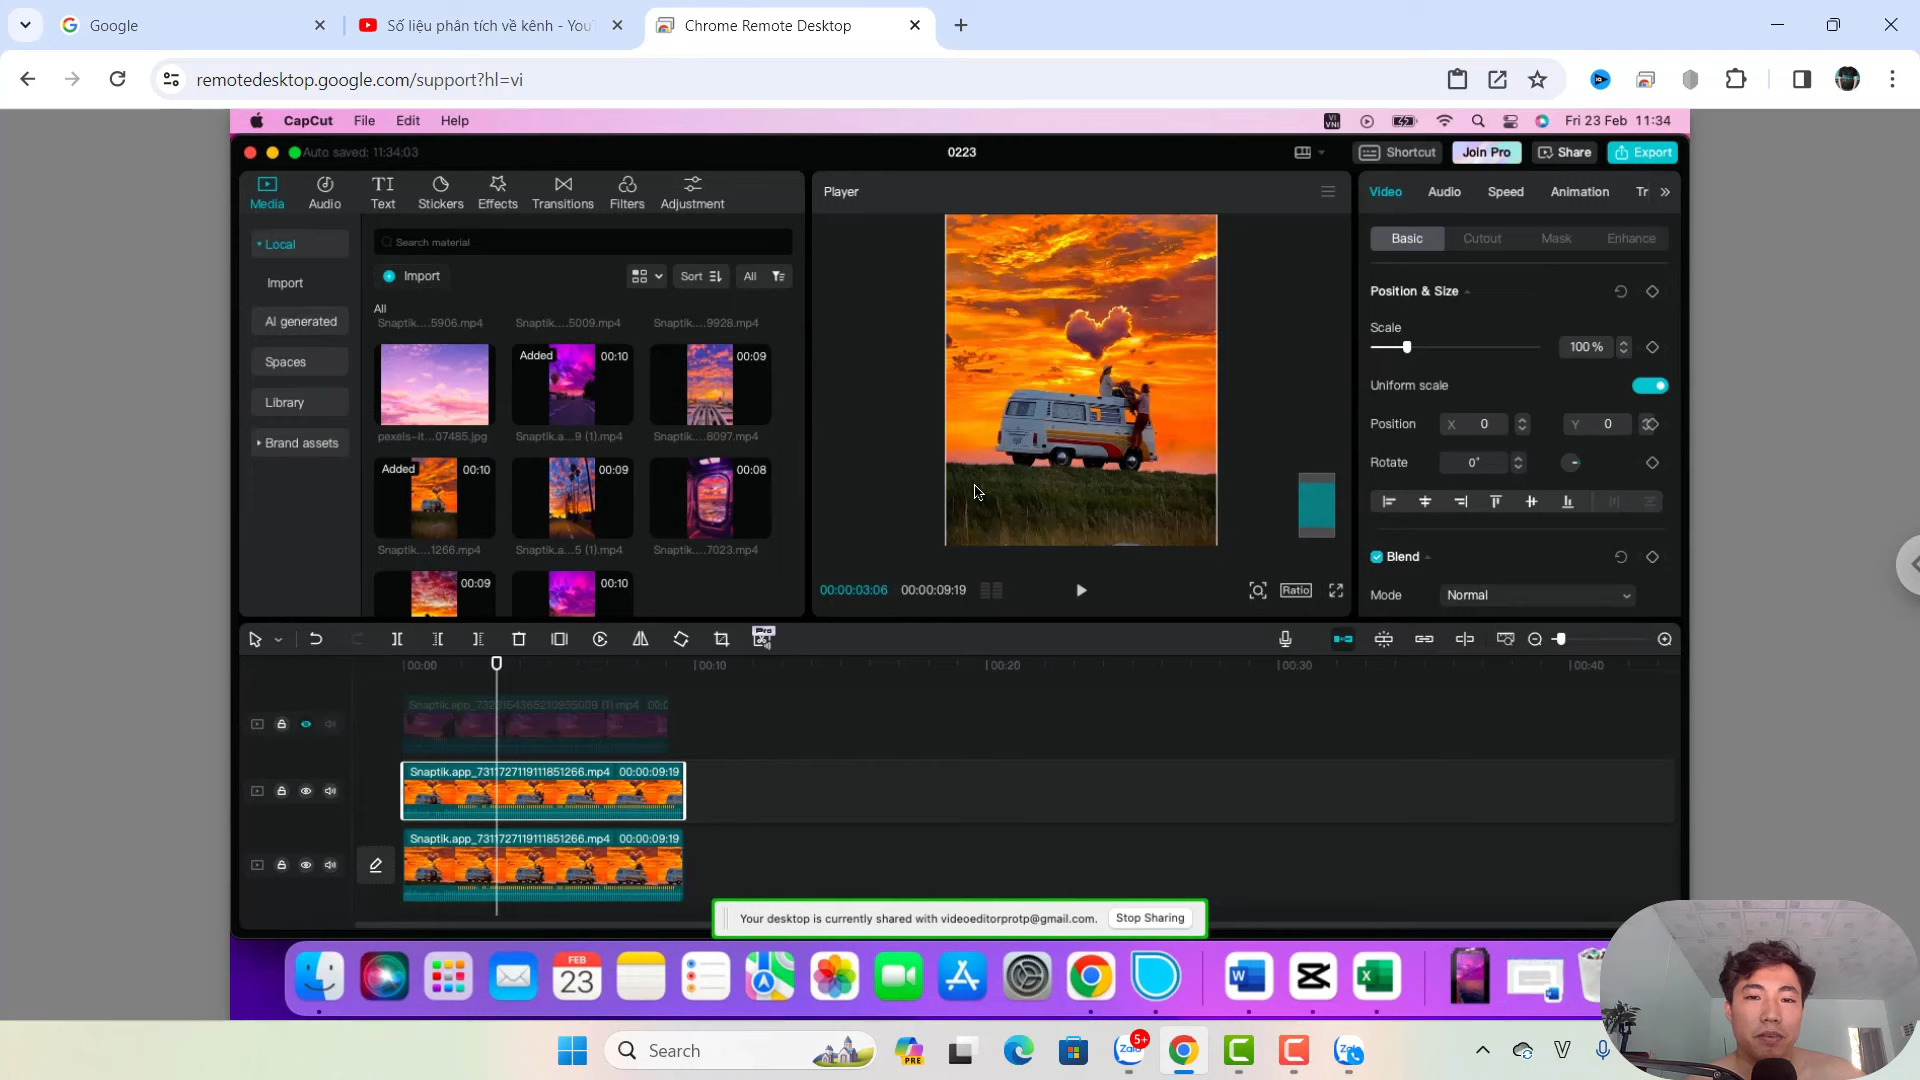 Google
Số liệu phân tích về kênh - You
Chrome Remote Desktop
remotedesktop.google.com/support?hl=vi
CapCut File Edit Help
VNI
Fri 23 Feb 11:34
Auto saved: 11:34:03
0223
Shortcut
Join Pro
Share
Export
Media Audio Text Stickers Effects Transitions Filters Adjustment
Local
Import
AI generated
Spaces
Library
Brand assets
Search material
Import
Sort
All
All
Snaptik....5906.mp4 Snaptik....5009.mp4 Snaptik....9928.mp4
Added 00:10 00:09
pexels-lt...07485.jpg Snaptik.a...9 (1).mp4 Snaptik....8097.mp4
Added 00:10 00:09 00:08
Snaptik....1266.mp4 Snaptik.a...5 (1).mp4 Snaptik....7023.mp4
00:09 00:10
Player
00:00:03:06 00:00:09:19
Ratio
Video Audio Speed Animation Tr
Basic Cutout Mask Enhance
Position & Size
Scale
100 %
Uniform scale
Position X 0 Y 0
Rotate 0°
Blend
Mode Normal
Pro
00:00 00:10 00:20 00:30 00:40
Snaptik.app_7311727119111851266.mp4 00:00:09:19
Snaptik.app_7311727119111851266.mp4 00:00:09:19
Your desktop is currently shared with videoeditorprotp@gmail.com. Stop Sharing
FEB
23
W
X
Search
PRE
Zalo
5+
C
C
Zalo
V